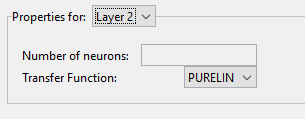 Properties for: Layer 2
Number of neurons:
Transfer Function: PURELIN